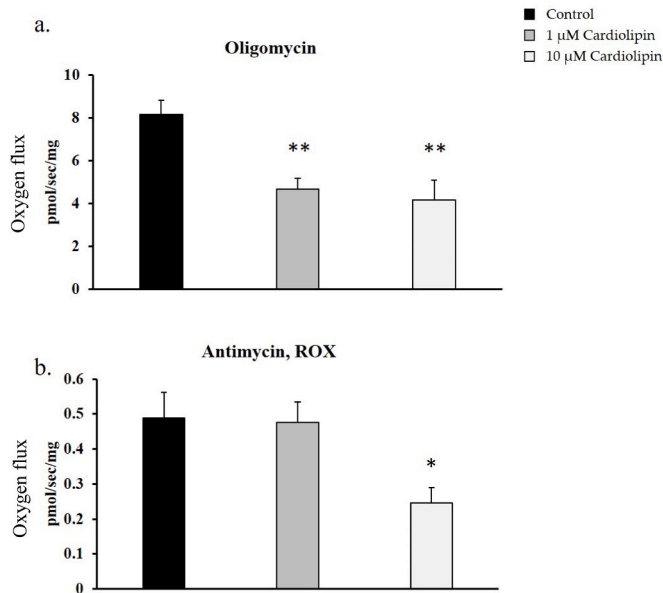 Control
1 μM Cardiolipin
10 μM Cardiolipin
a.
Oligomycin
Oxygen flux
pmol/sec/mg
10
8
6
4
2
0
**
**
b.
Antimycin, ROX
Oxygen flux
pmol/sec/mg
0.6
0.5
0.4
0.3
0.2
0.1
0
*